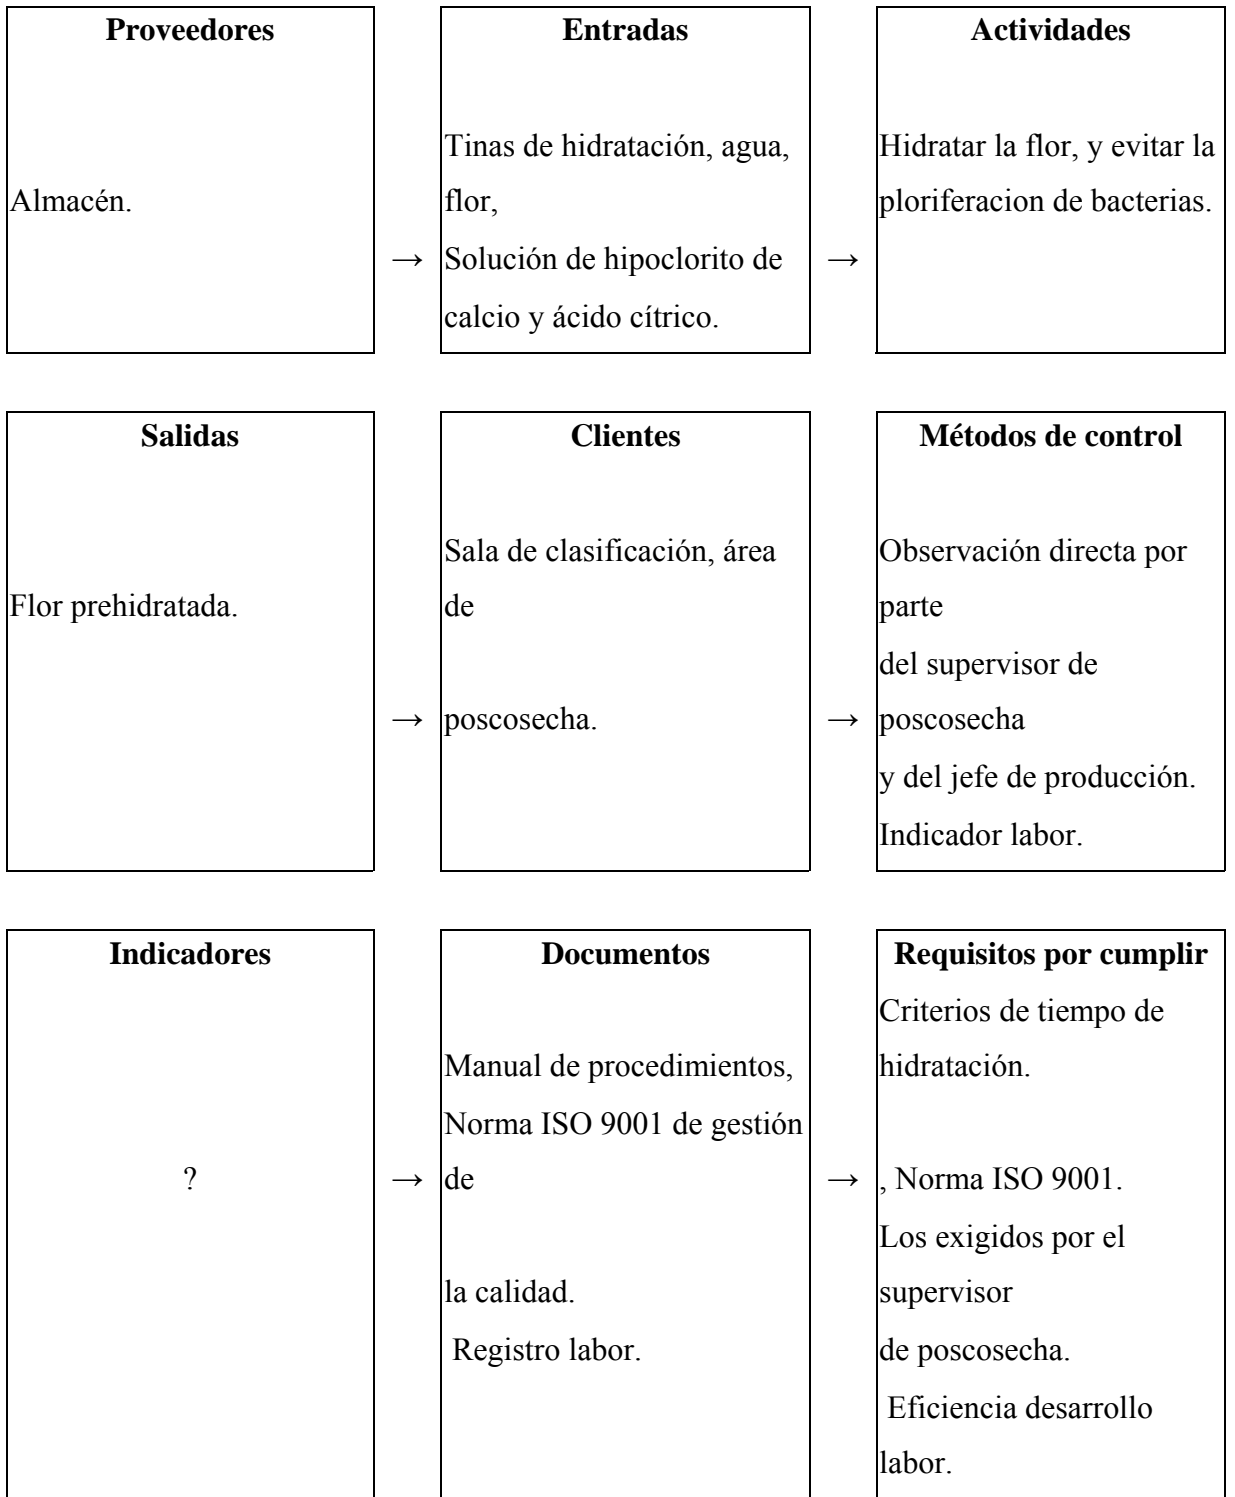 Proveedores
Almacén.
→
Entradas
Tinas de hidratación, agua,
flor,
Solución de hipoclorito de
calcio y ácido cítrico.
→
Actividades
Hidratar la flor, y evitar la
ploriferacion de bacterias.
Salidas
Flor prehidratada.
→
Clientes
Sala de clasificación, área
de
poscosecha.
→
Métodos de control
Observación directa por
parte
del supervisor de
poscosecha
y del jefe de producción.
Indicador labor.
Indicadores
?
→
Documentos
Manual de procedimientos,
Norma ISO 9001 de gestión
de
la calidad.
Registro labor.
→
Requisitos por cumplir
Criterios de tiempo de
hidratación.
, Norma ISO 9001.
Los exigidos por el
supervisor
de poscosecha.
Eficiencia desarrollo
labor.